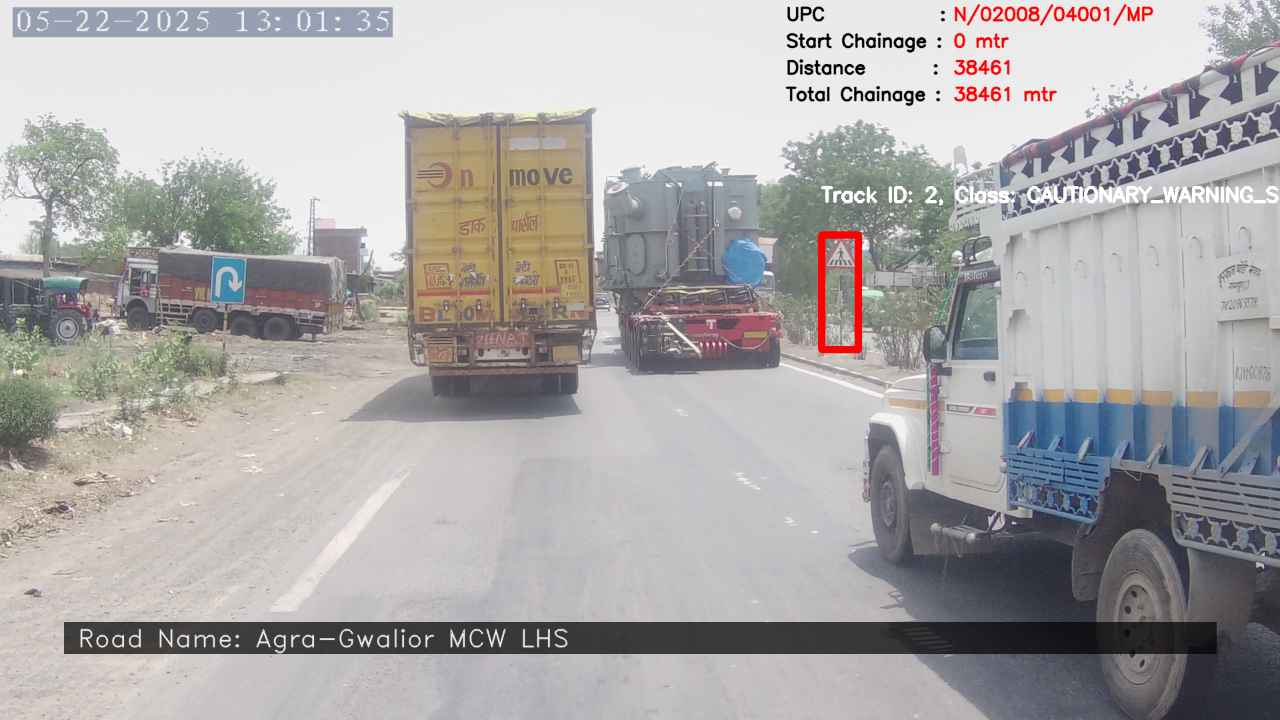 05-22-2025 13:01:35
UPC : N/02008/04001/MP
Start Chainage : 0 mtr
Distance : 38461
Total Chainage : 38461 mtr
Track ID: 2, Class: CAUTIONARY_WARNING_S
n move
डाक पार्सल
Bolero
Road Name: Agra-Gwalior MCW LHS